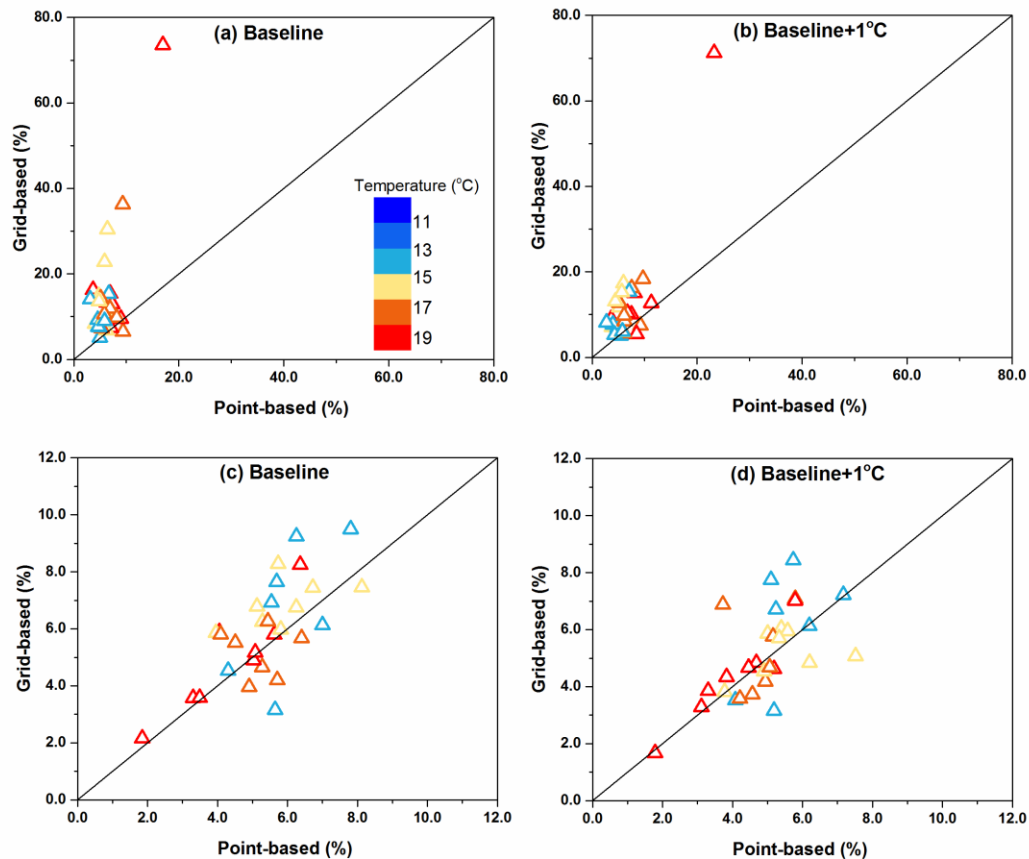 (a) Baseline
80.0
60.0
40.0
20.0
0.0
Grid-based (%)
Temperature (°C)
11
13
15
17
19
0.0 20.0 40.0 60.0 80.0
Point-based (%)
(b) Baseline+1°C
80.0
60.0
40.0
20.0
0.0
Grid-based (%)
0.0 20.0 40.0 60.0 80.0
Point-based (%)
(c) Baseline
12.0
10.0
8.0
6.0
4.0
2.0
0.0
Grid-based (%)
0.0 2.0 4.0 6.0 8.0 10.0 12.0
Point-based (%)
(d) Baseline+1°C
12.0
10.0
8.0
6.0
4.0
2.0
0.0
Grid-based (%)
0.0 2.0 4.0 6.0 8.0 10.0 12.0
Point-based (%)